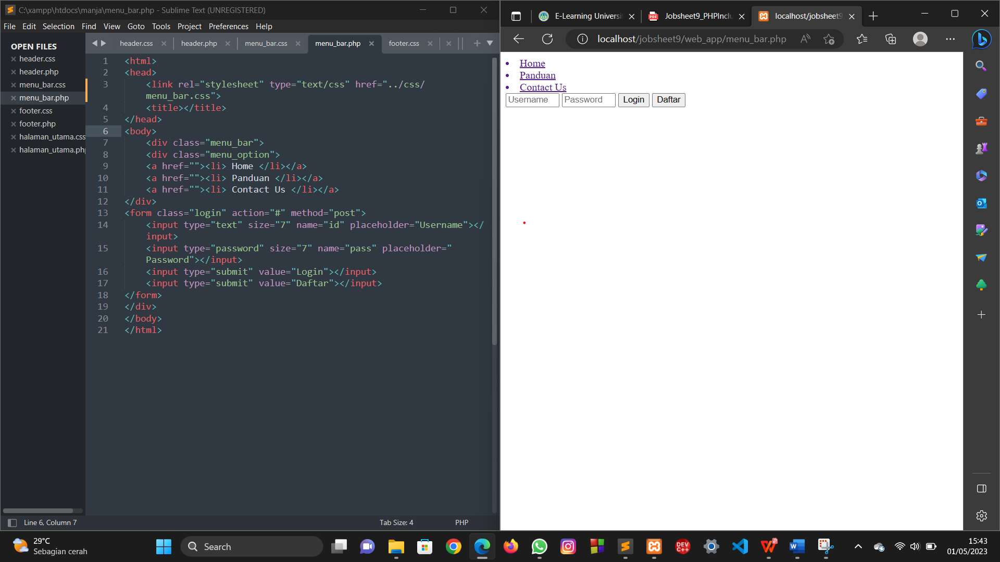 C:\xampp\htdocs\manja\menu_bar.php - Sublime Text (UNREGISTERED)
File Edit Selection Find View Goto Tools Project Preferences Help
OPEN FILES
header.css
header.php
menu_bar.css
menu_bar.php
footer.css
footer.php
halaman_utama.css
halaman_utama.php
header.css header.php menu_bar.css menu_bar.php footer.css
1 <html>
2 <head>
3 <link rel="stylesheet" type="text/css" href="../css/
menu_bar.css">
4 <title></title>
5 </head>
6 <body>
7 <div class="menu_bar">
8 <div class="menu_option">
9 <a href=""><li> Home </li></a>
10 <a href=""><li> Panduan </li></a>
11 <a href=""><li> Contact Us </li></a>
12 </div>
13 <form class="login" action="#" method="post">
14 <input type="text" size="7" name="id" placeholder="Username"></
input>
15 <input type="password" size="7" name="pass" placeholder="
Password"></input>
16 <input type="submit" value="Login"></input>
17 <input type="submit" value="Daftar"></input>
18 </form>
19 </div>
20 </body>
21 </html>
Line 6, Column 7 Tab Size: 4 PHP
E-Learning Universi Jobsheet9_PHPInclu localhost/jobsheet9
localhost/jobsheet9/web_app/menu_bar.php
Home
Panduan
Contact Us
Username Password Login Daftar
29°C
Sebagian cerah
Search
DEV
C++
15:43
01/05/2023